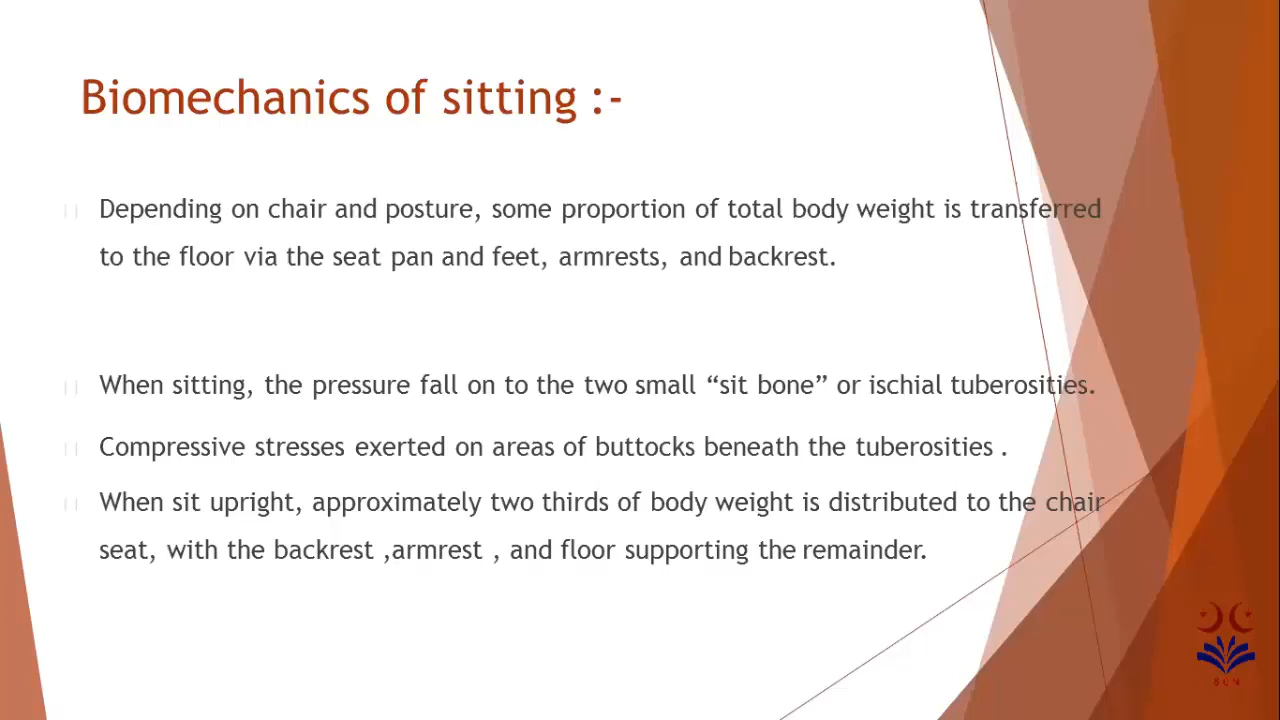 Biomechanics of sitting :-
Depending on chair and posture, some proportion of total body weight is transferred
to the floor via the seat pan and feet, armrests, and backrest.
When sitting, the pressure fall on to the two small “sit bone” or ischial tuberosities.
Compressive stresses exerted on areas of buttocks beneath the tuberosities .
When sit upright, approximately two thirds of body weight is distributed to the chair
seat, with the backrest ,armrest , and floor supporting the remainder.